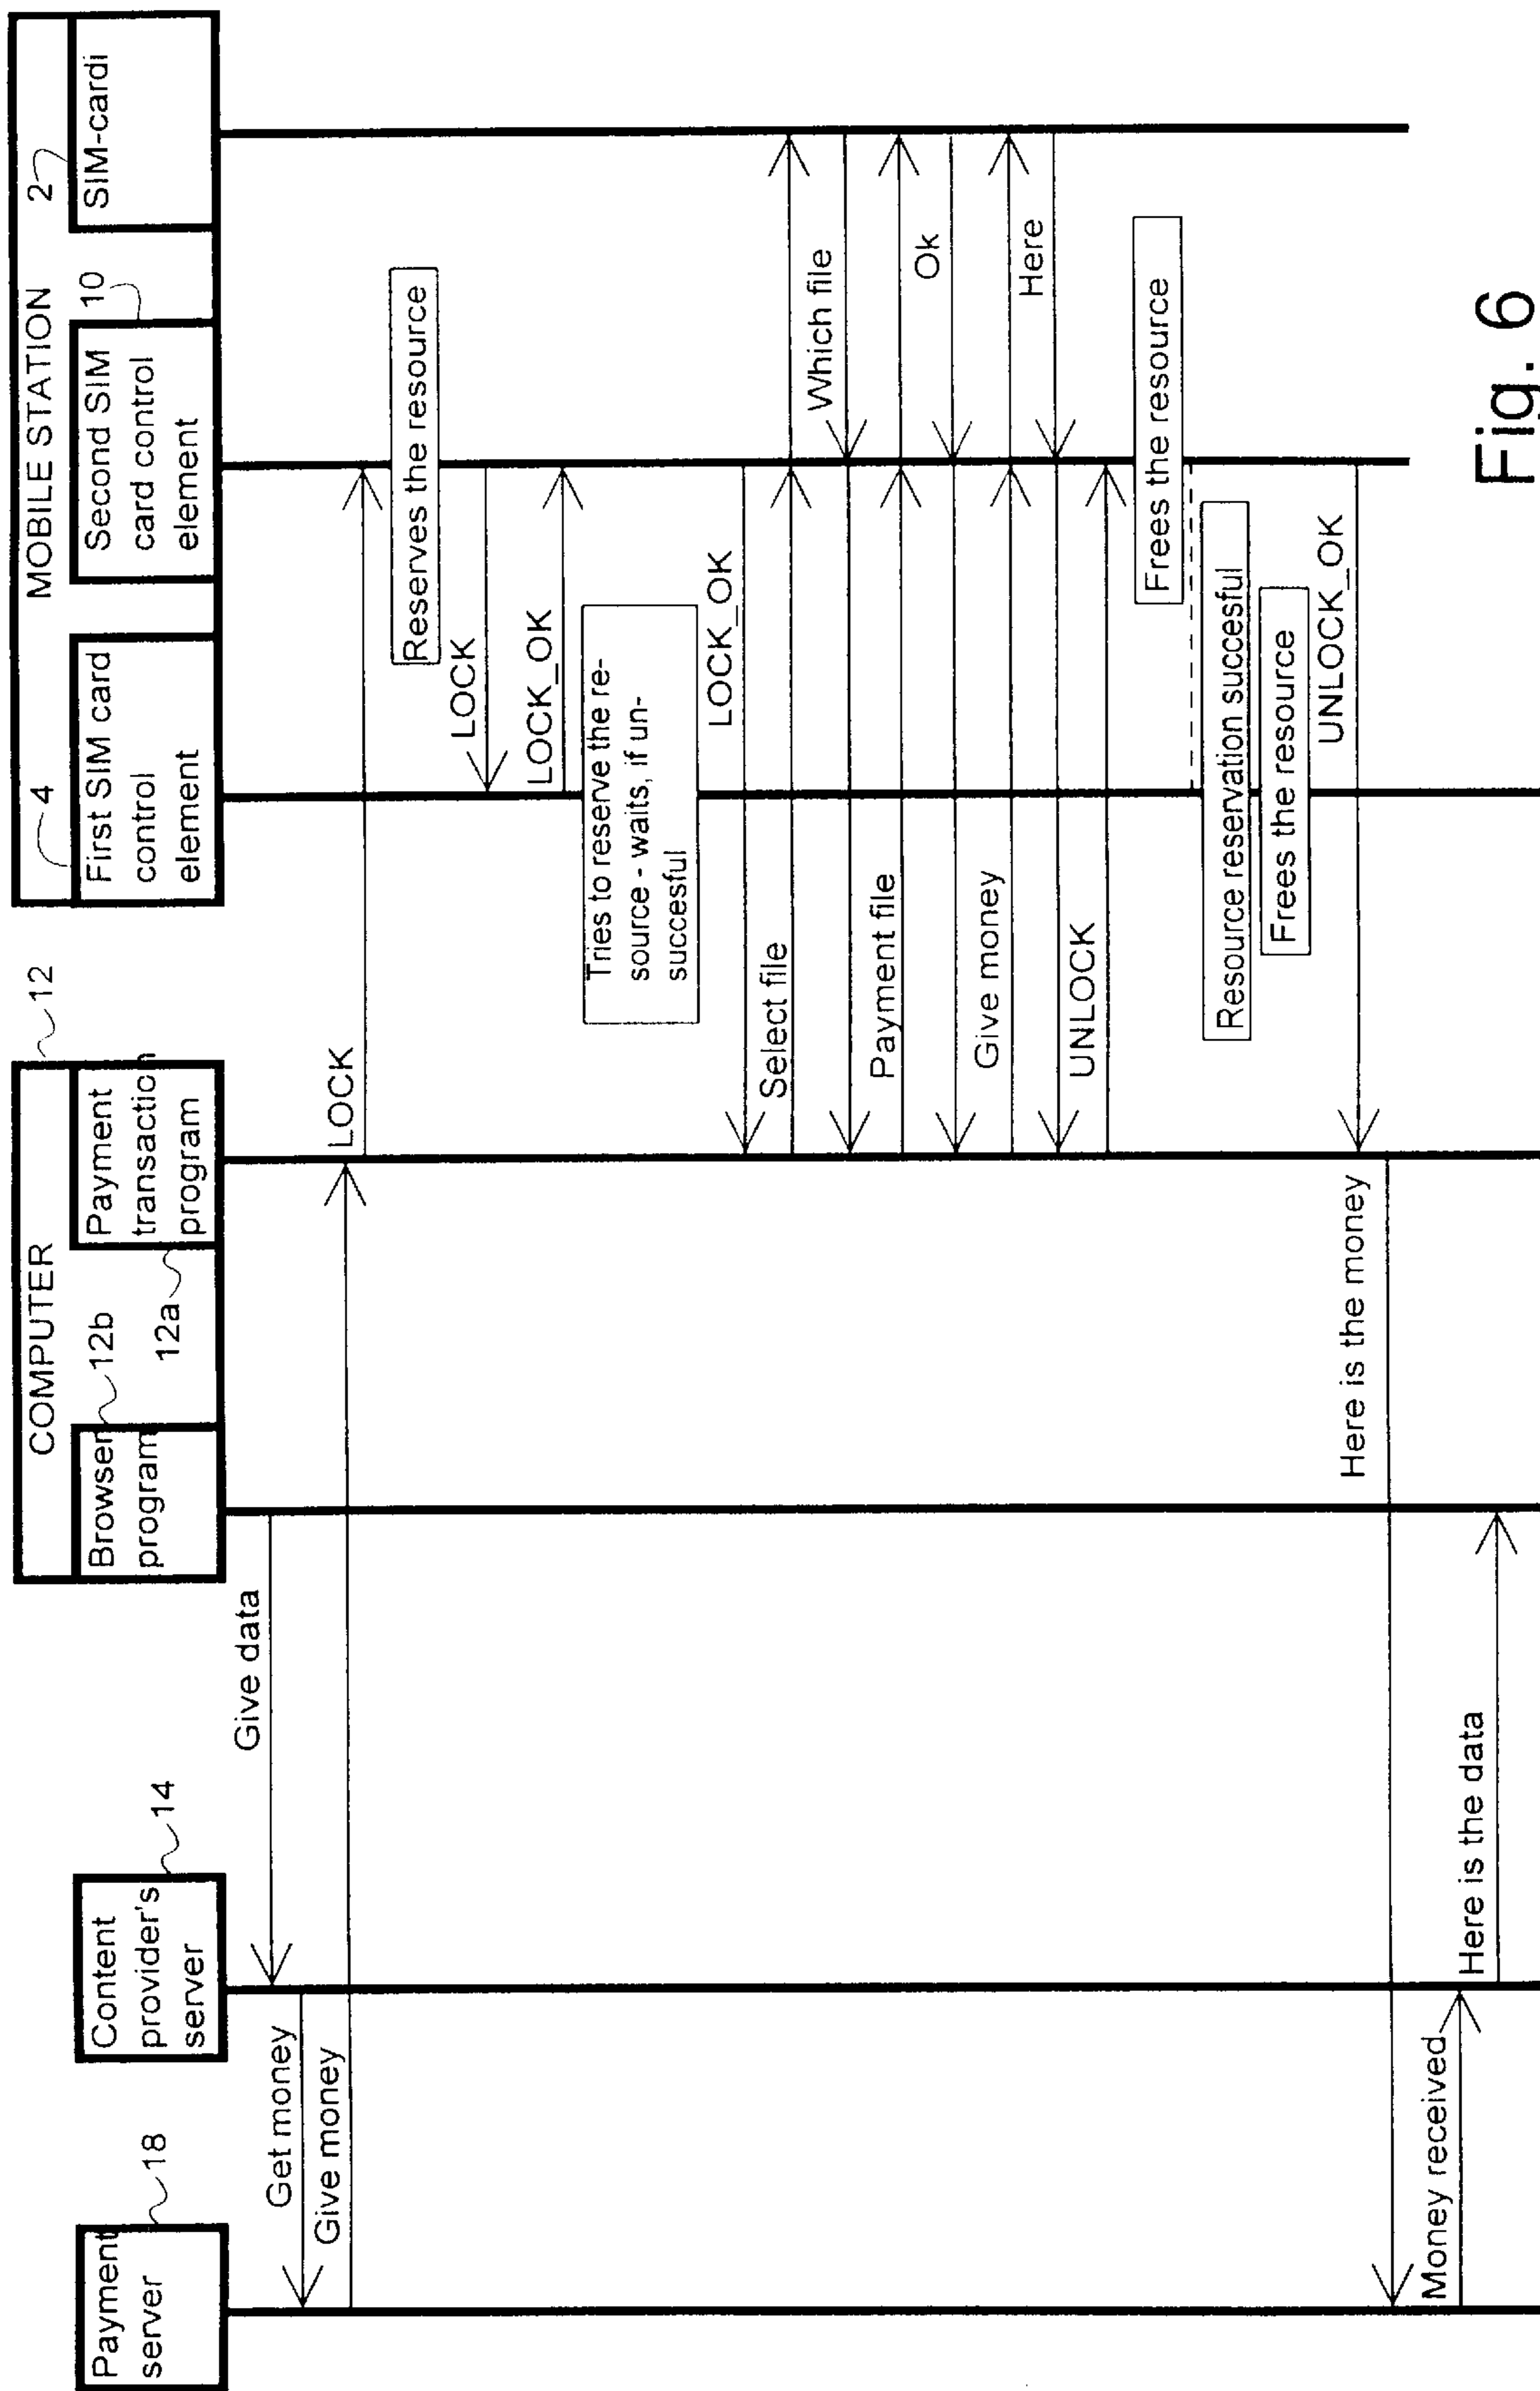 Payment
server
18
Content
provider's
server
14
COMPUTER
12
Browser
program
12b
Payment
transaction
program
12a
MOBILE STATION
4
First SIM card
control
element
Second SIM
card control
element
10
2
SIM-cardi
Give data
Get money
Give money
LOCK
Reserves the resource
LOCK
LOCK_OK
Tries to reserve the re-
source - waits, if un-
succesful
LOCK_OK
Select file
Which file
Payment file
Ok
Give money
Here
UNLOCK
Frees the resource
Resource reservation succesful
Frees the resource
UNLOCK_OK
Here is the money
Money received
Here is the data
Fig. 6